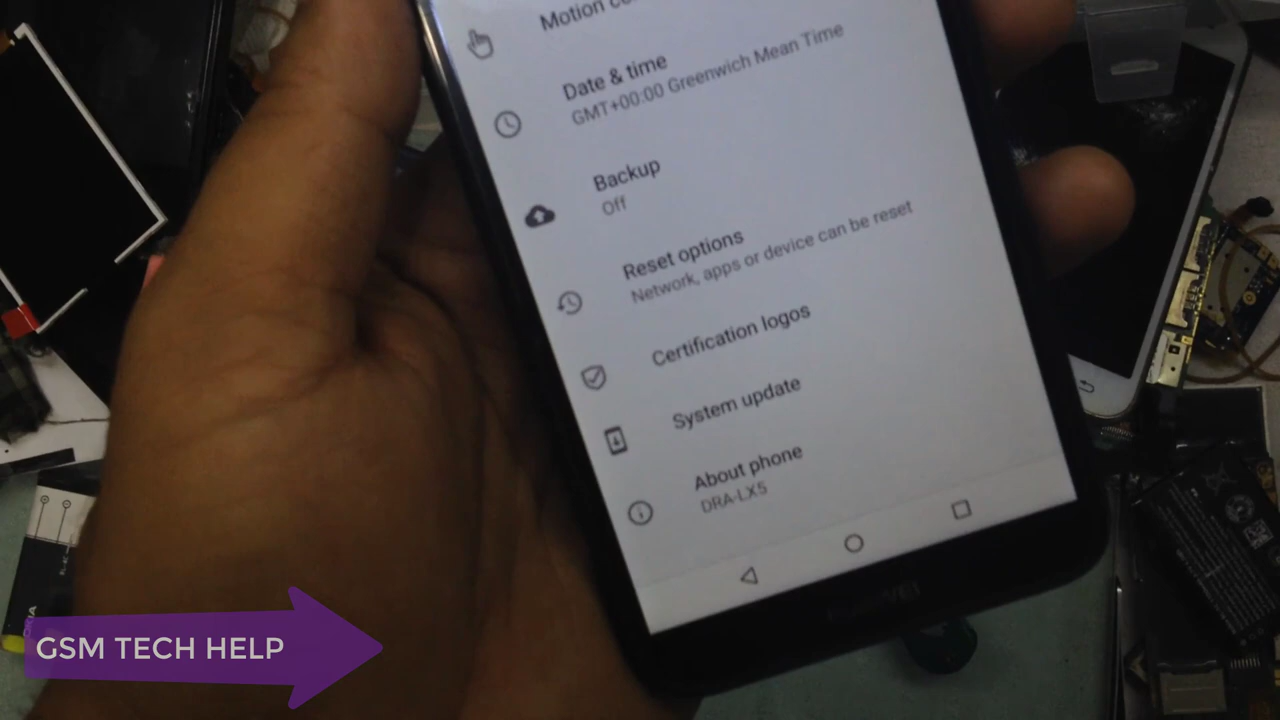 Motion
Date & time
GMT+00:00 Greenwich Mean Time
Backup
Off
Reset options
Network, apps or device can be reset
Certification logos
System update
About phone
DRA-LX5
GSM TECH HELP